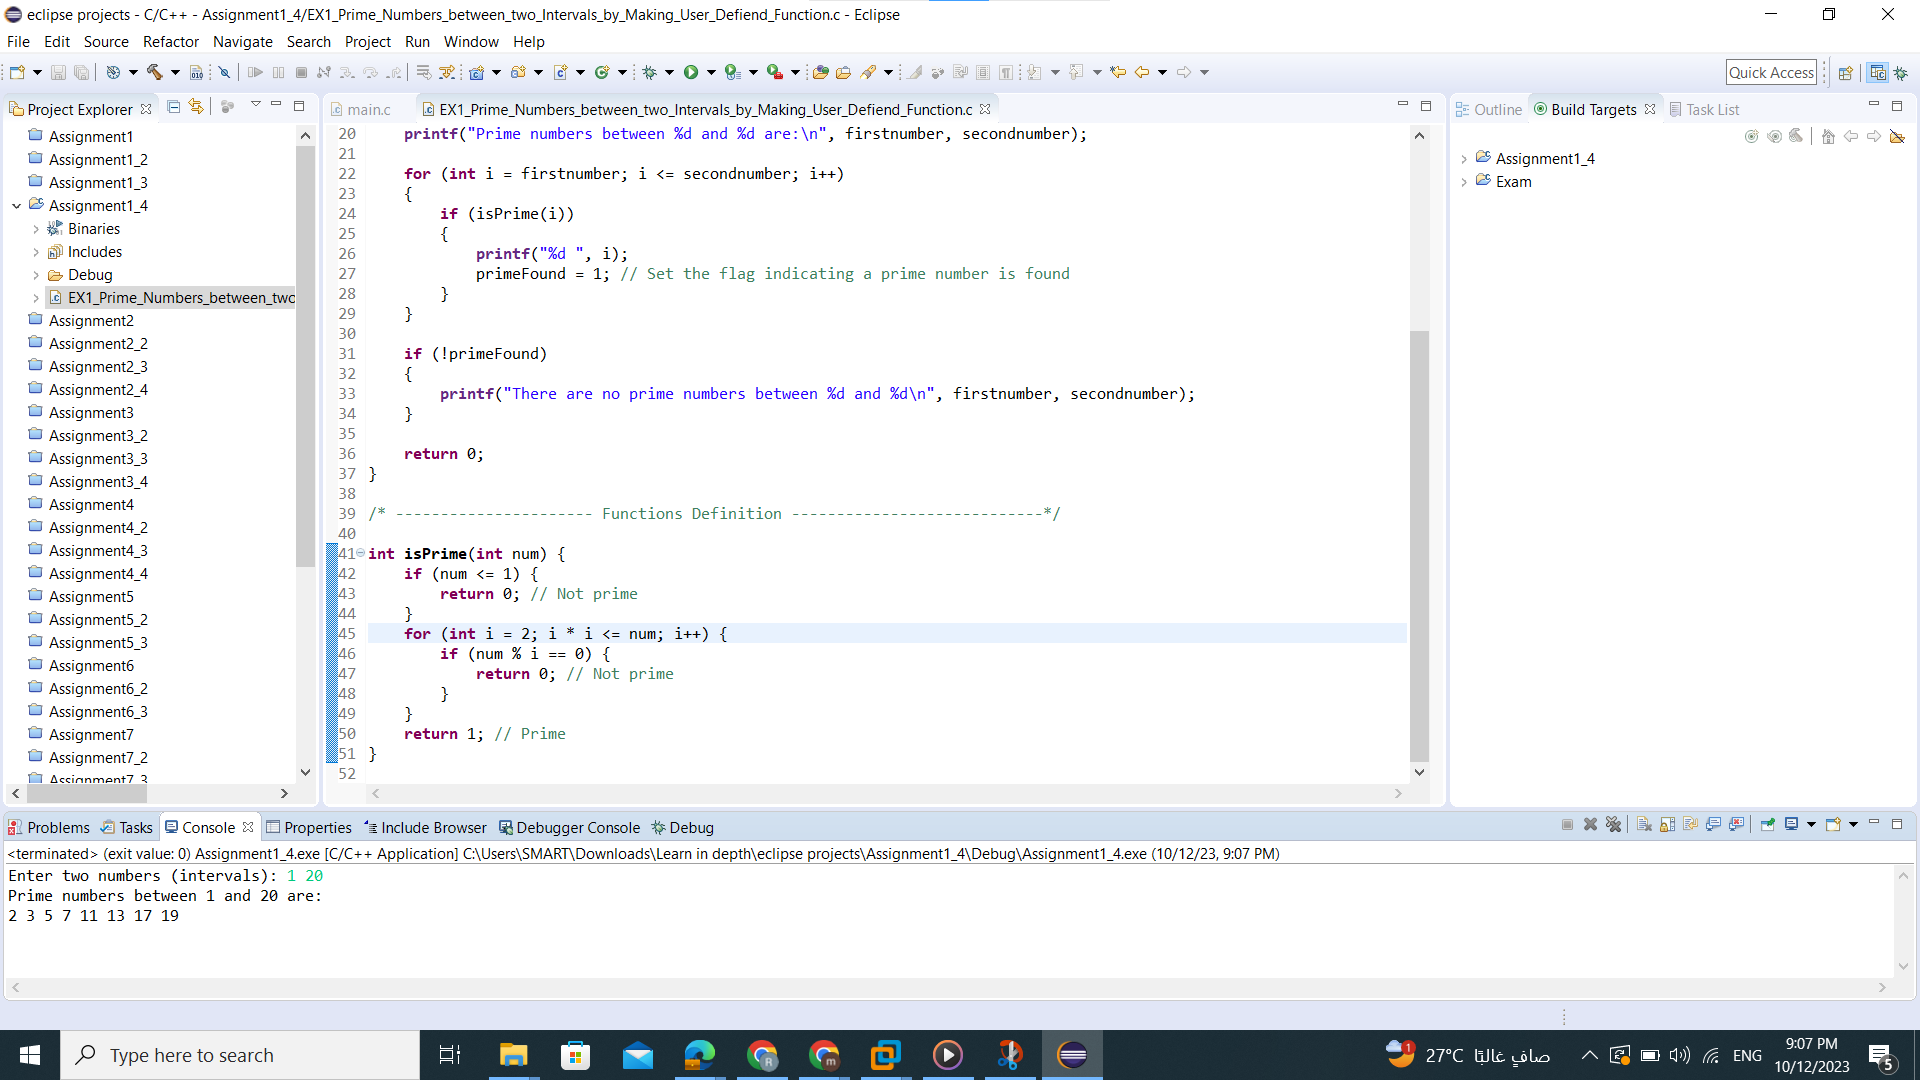 eclipse projects - C/C++ - Assignment1_4/EX1_Prime_Numbers_between_two_Intervals_by_Making_User_Defiend_Function.c - Eclipse
File Edit Source Refactor Navigate Search Project Run Window Help
Quick Access
Project Explorer
Assignment1
Assignment1_2
Assignment1_3
Assignment1_4
Binaries
Includes
Debug
EX1_Prime_Numbers_between_two
Assignment2
Assignment2_2
Assignment2_3
Assignment2_4
Assignment3
Assignment3_2
Assignment3_3
Assignment3_4
Assignment4
Assignment4_2
Assignment4_3
Assignment4_4
Assignment5
Assignment5_2
Assignment5_3
Assignment6
Assignment6_2
Assignment6_3
Assignment7
Assignment7_2
Assignment7_3
main.c EX1_Prime_Numbers_between_two_Intervals_by_Making_User_Defiend_Function.c
20 printf("Prime numbers between %d and %d are:\n", firstnumber, secondnumber);
21
22 for (int i = firstnumber; i <= secondnumber; i++)
23 {
24 if (isPrime(i))
25 {
26 printf("%d ", i);
27 primeFound = 1; // Set the flag indicating a prime number is found
28 }
29 }
30
31 if (!primeFound)
32 {
33 printf("There are no prime numbers between %d and %d\n", firstnumber, secondnumber);
34 }
35
36 return 0;
37 }
38
39 /* ---------------------- Functions Definition ----------------------------*/
40
41 int isPrime(int num) {
42 if (num <= 1) {
43 return 0; // Not prime
44 }
45 for (int i = 2; i * i <= num; i++) {
46 if (num % i == 0) {
47 return 0; // Not prime
48 }
49 }
50 return 1; // Prime
51 }
52
Outline Build Targets Task List
Assignment1_4
Exam
Problems Tasks Console Properties Include Browser Debugger Console Debug
<terminated> (exit value: 0) Assignment1_4.exe [C/C++ Application] C:\Users\SMART\Downloads\Learn in depth\eclipse projects\Assignment1_4\Debug\Assignment1_4.exe (10/12/23, 9:07 PM)
Enter two numbers (intervals): 1 20
Prime numbers between 1 and 20 are:
2 3 5 7 11 13 17 19
Type here to search
27°C صافٍ غالبًا
ENG
9:07 PM
10/12/2023
5